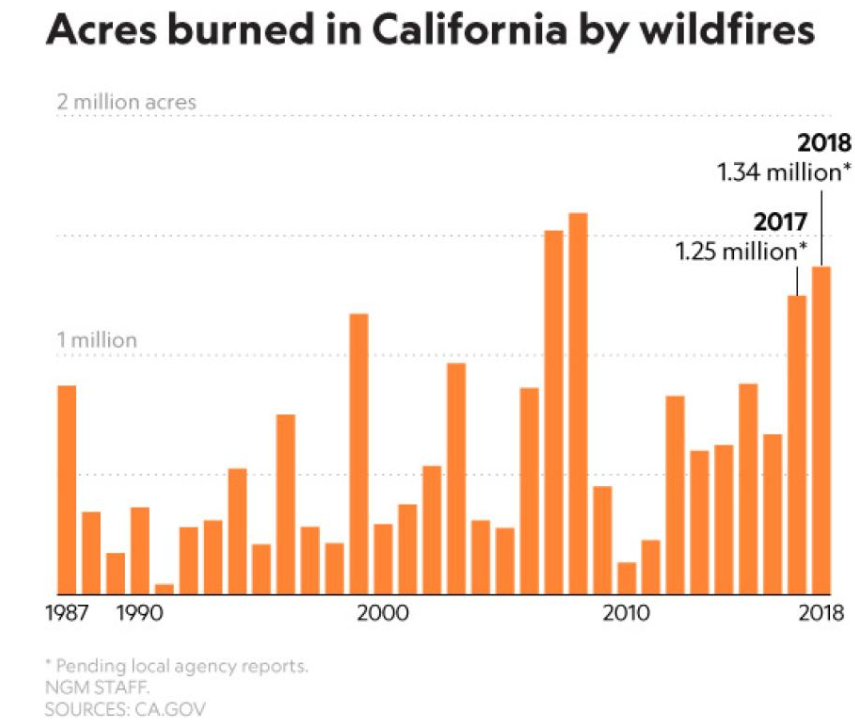 Acres burned in California by wildfires
2 million acres
2018
1.34 million*
2017
1.25 million*
1 million
1987 1990 2000 2010 2018
* Pending local agency reports.
NGM STAFF.
SOURCES: CA.GOV